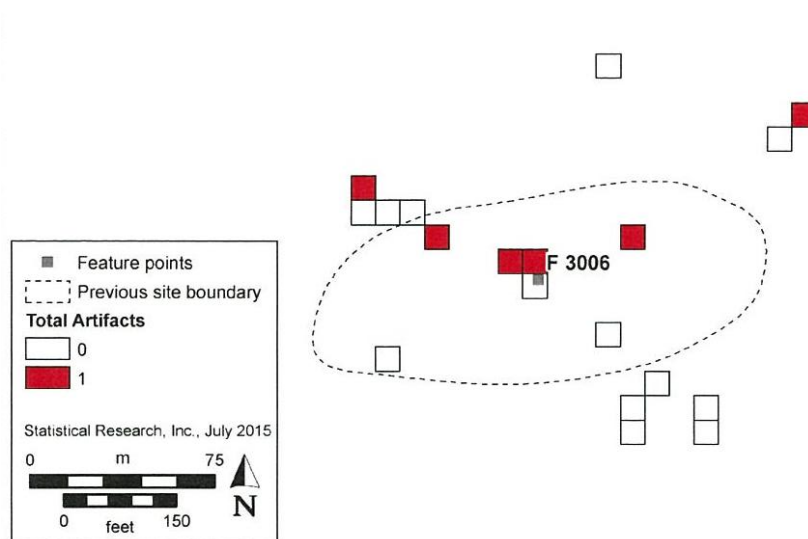 F 3006
Feature points
Previous site boundary
Total Artifacts
0
1
Statistical Research, Inc., July 2015
0 m 75
N
0 feet 150